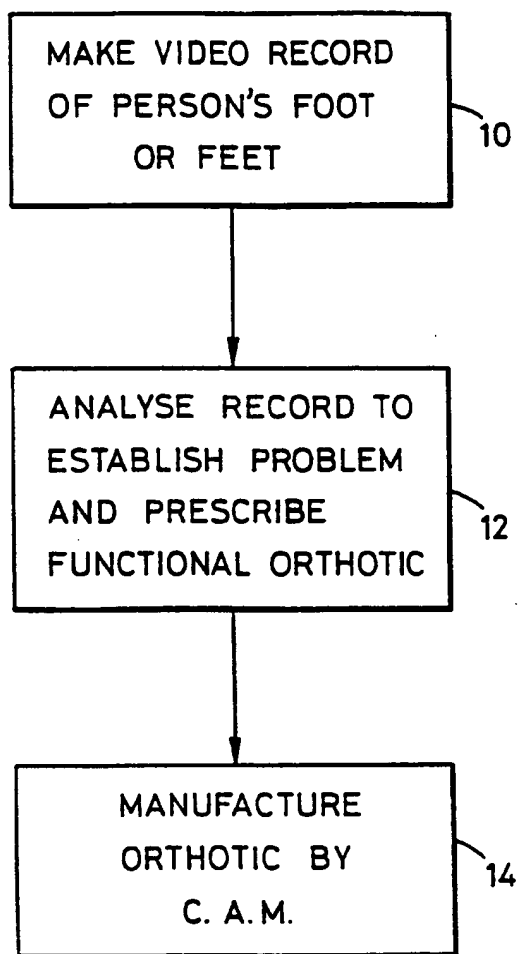 MAKE VIDEO RECORD
OF PERSON'S FOOT
OR FEET
10
ANALYSE RECORD TO
ESTABLISH PROBLEM
AND PRESCRIBE
FUNCTIONAL ORTHOTIC
12
MANUFACTURE
ORTHOTIC BY
C. A. M.
14